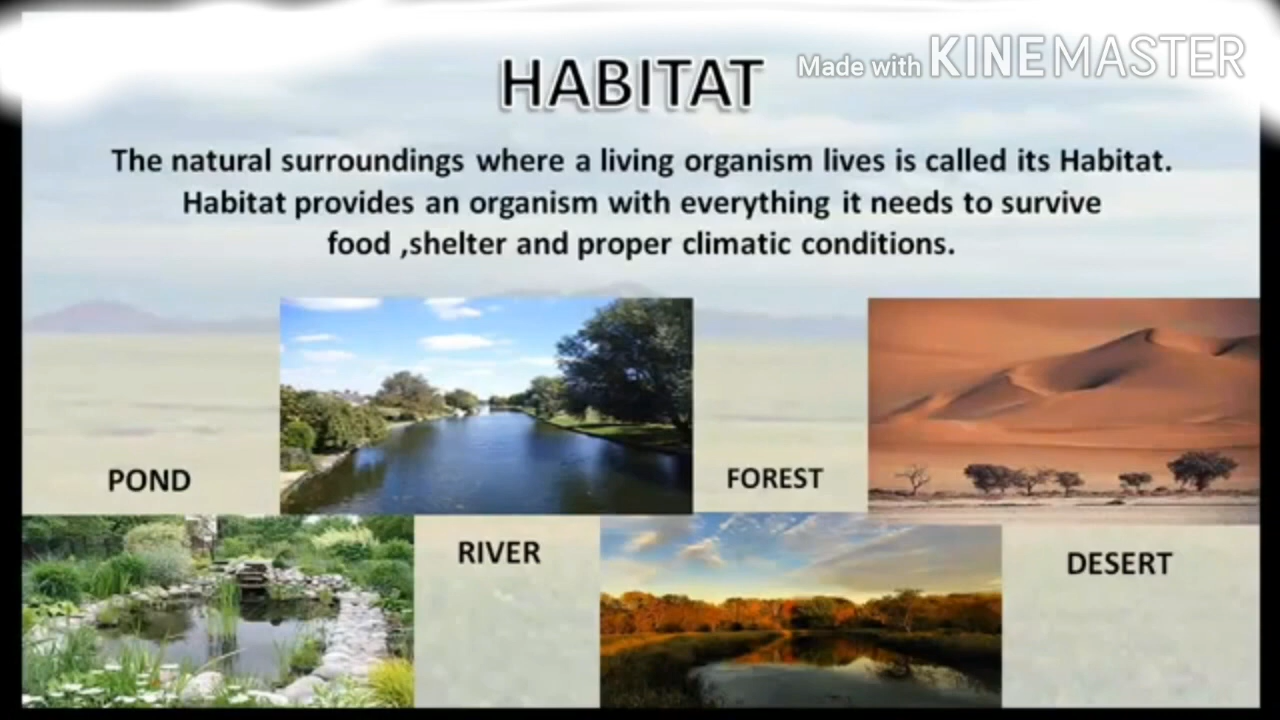 HABITAT
Made with KINEMASTER
The natural surroundings where a living organism lives is called its Habitat.
Habitat provides an organism with everything it needs to survive
food ,shelter and proper climatic conditions.
POND
FOREST
RIVER
DESERT